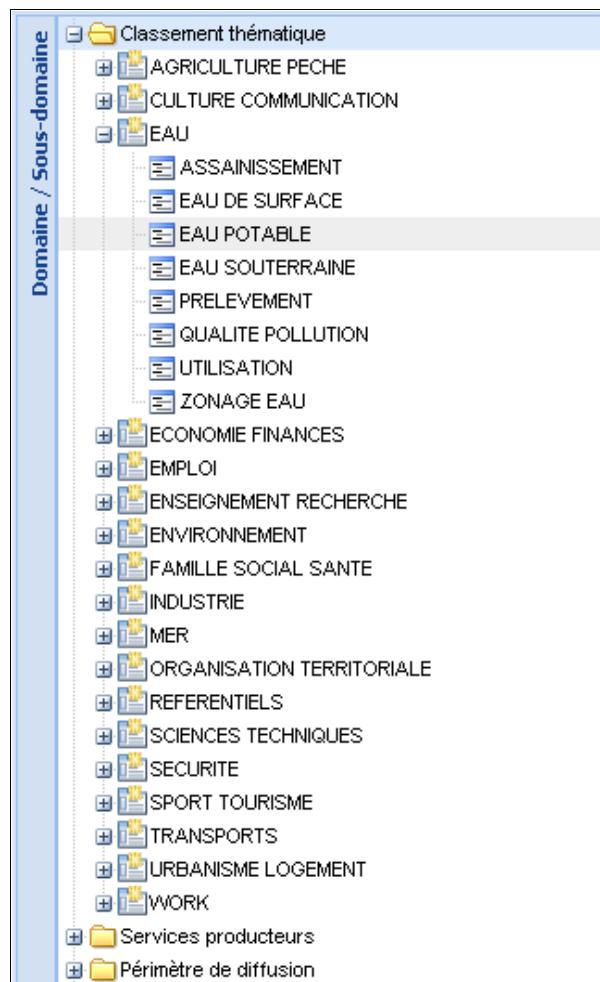 Domaine / Sous-domaine
Classement thématique
AGRICULTURE PECHE
CULTURE COMMUNICATION
EAU
ASSAINISSEMENT
EAU DE SURFACE
EAU POTABLE
EAU SOUTERRAINE
PRELEVEMENT
QUALITE POLLUTION
UTILISATION
ZONAGE EAU
ECONOMIE FINANCES
EMPLOI
ENSEIGNEMENT RECHERCHE
ENVIRONNEMENT
FAMILLE SOCIAL SANTE
INDUSTRIE
MER
ORGANISATION TERRITORIALE
REFERENTIELS
SCIENCES TECHNIQUES
SECURITE
SPORT TOURISME
TRANSPORTS
URBANISME LOGEMENT
WORK
Services producteurs
Périmètre de diffusion